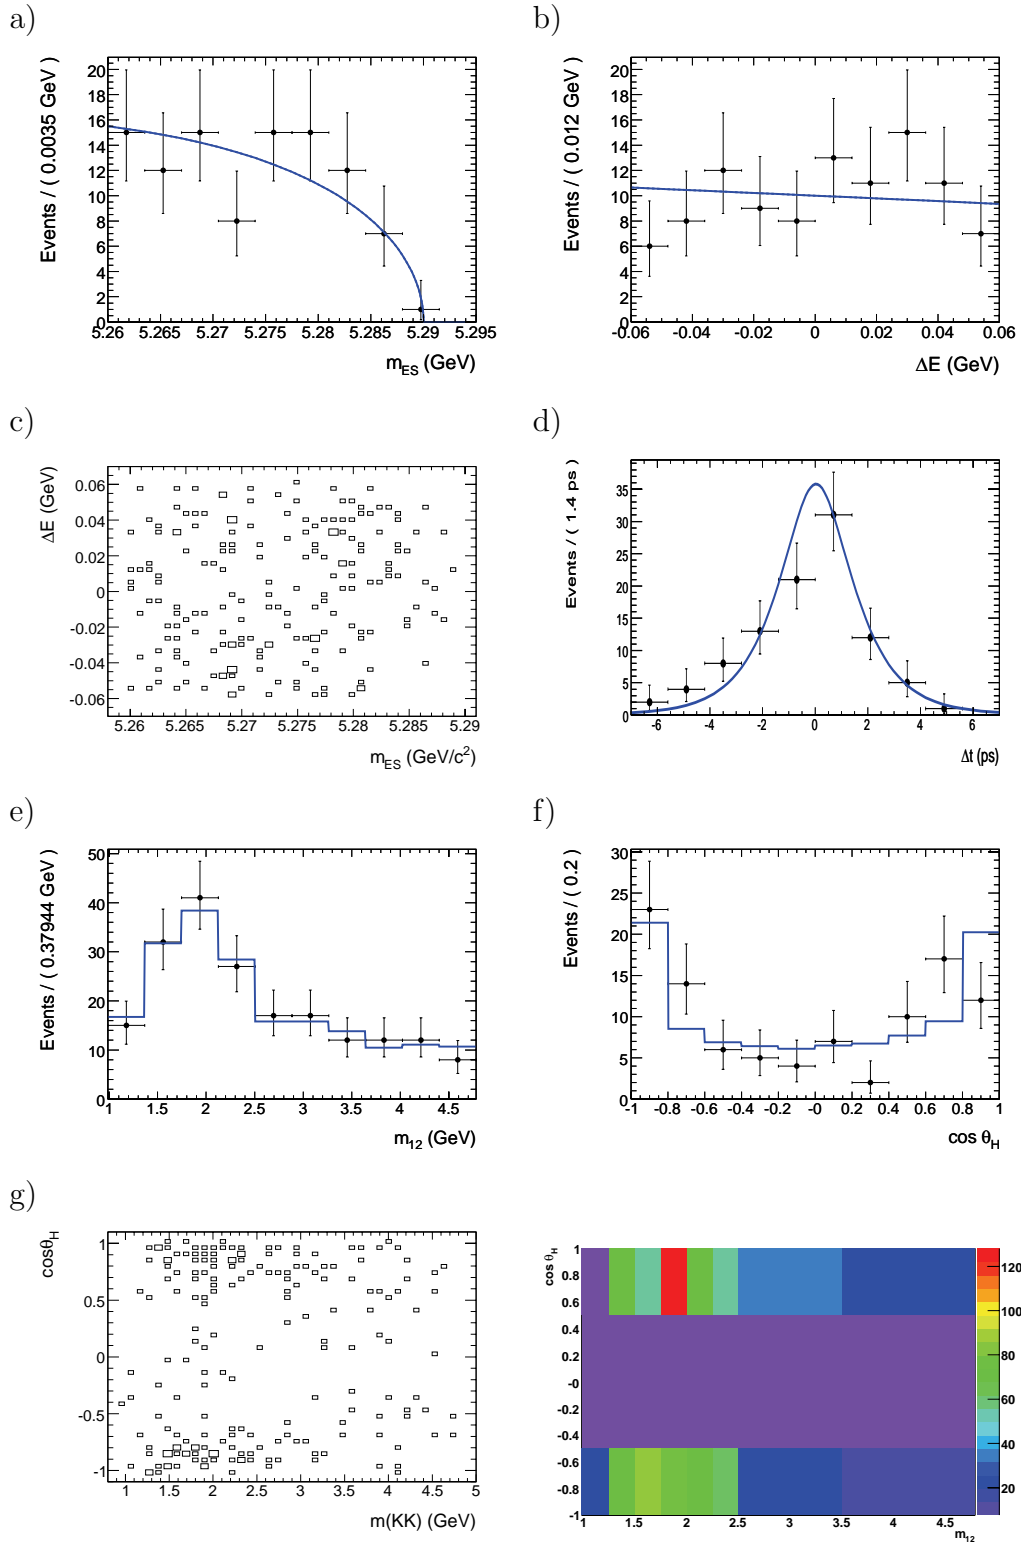 a)
b)
Events / ( 0.0035 GeV )
20
18
16
14
12
10
8
6
4
2
0
5.26 5.265 5.27 5.275 5.28 5.285 5.29 5.295
m_ES (GeV)
Events / ( 0.012 GeV )
20
18
16
14
12
10
8
6
4
2
0
-0.06 -0.04 -0.02 0 0.02 0.04 0.06
ΔE (GeV)
c)
d)
ΔE (GeV)
0.06
0.04
0.02
0
-0.02
-0.04
-0.06
5.26 5.265 5.27 5.275 5.28 5.285 5.29
m_ES (GeV/c²)
Events / ( 1.4 ps )
35
30
25
20
15
10
5
0
-6 -4 -2 0 2 4 6
Δt (ps)
e)
f)
Events / ( 0.37944 GeV )
50
40
30
20
10
0
1 1.5 2 2.5 3 3.5 4 4.5
m_12 (GeV)
Events / ( 0.2 )
30
25
20
15
10
5
0
-1 -0.8 -0.6 -0.4 -0.2 -0 0.2 0.4 0.6 0.8 1
cos θ_H
g)
cosθ_H
1
0.5
0
-0.5
-1
1 1.5 2 2.5 3 3.5 4 4.5 5
m(KK) (GeV)
cos θ_H
1
0.8
0.6
0.4
0.2
-0
-0.2
-0.4
-0.6
-0.8
-1
1 1.5 2 2.5 3 3.5 4 4.5
m_12
120
100
80
60
40
20